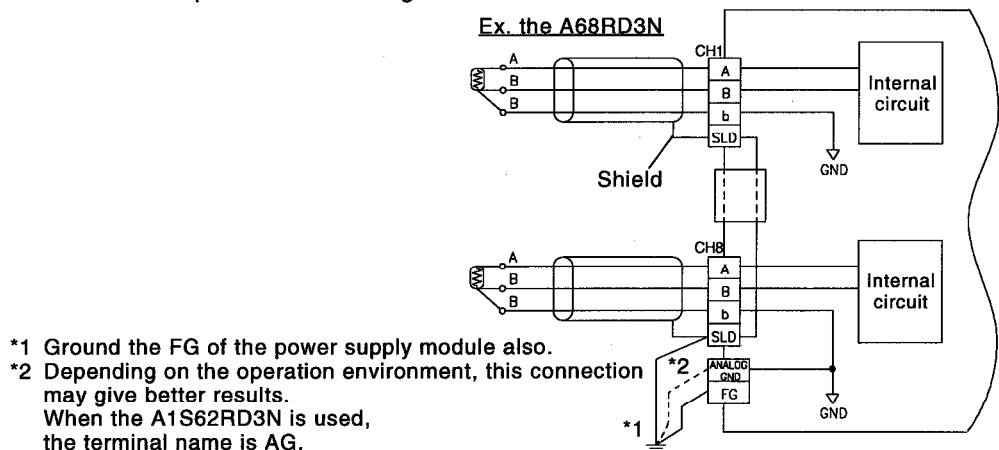 Ex. the A68RD3N
CH1
A
A
B
B
B
b
SLD
Internal
circuit
GND
Shield
CH8
A
A
B
B
B
b
SLD
Internal
circuit
*2
ANALOG
GND
FG
GND
*1
*1 Ground the FG of the power supply module also.
*2 Depending on the operation environment, this connection
may give better results.
When the A1S62RD3N is used,
the terminal name is AG.